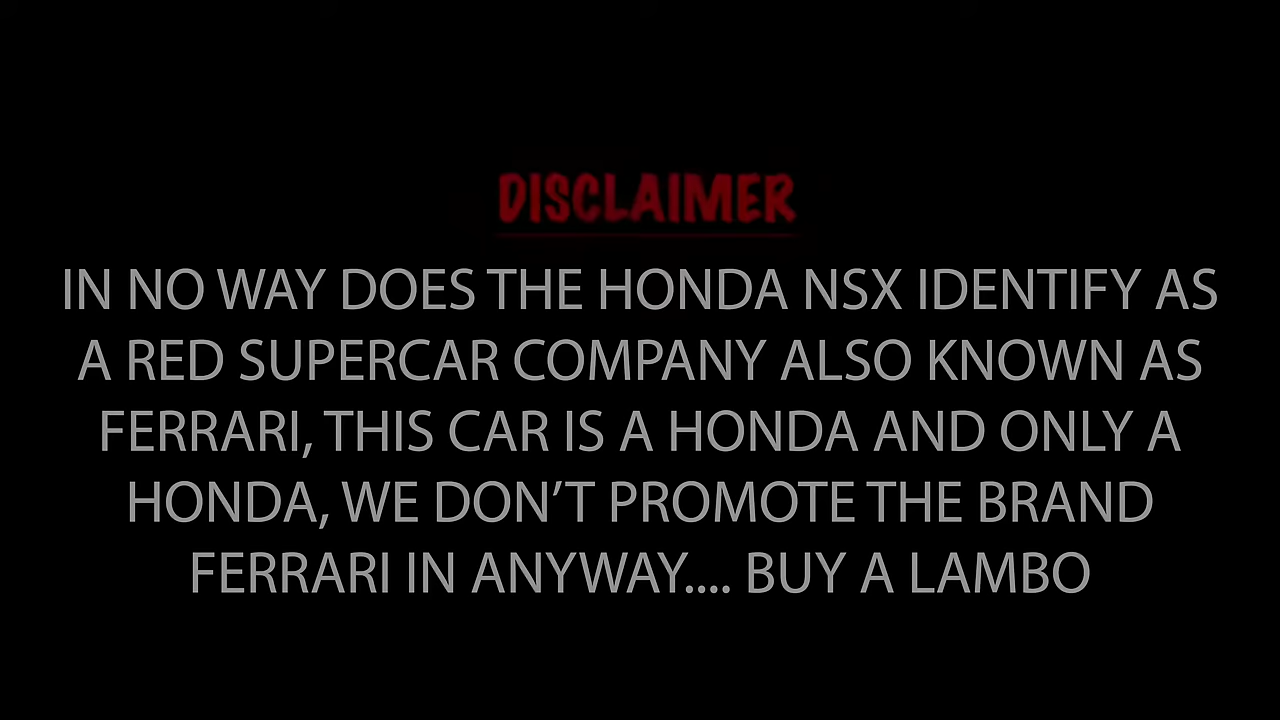 DISCLAIMER
IN NO WAY DOES THE HONDA NSX IDENTIFY AS
A RED SUPERCAR COMPANY ALSO KNOWN AS
FERRARI, THIS CAR IS A HONDA AND ONLY A
HONDA, WE DON’T PROMOTE THE BRAND
FERRARI IN ANYWAY.... BUY A LAMBO